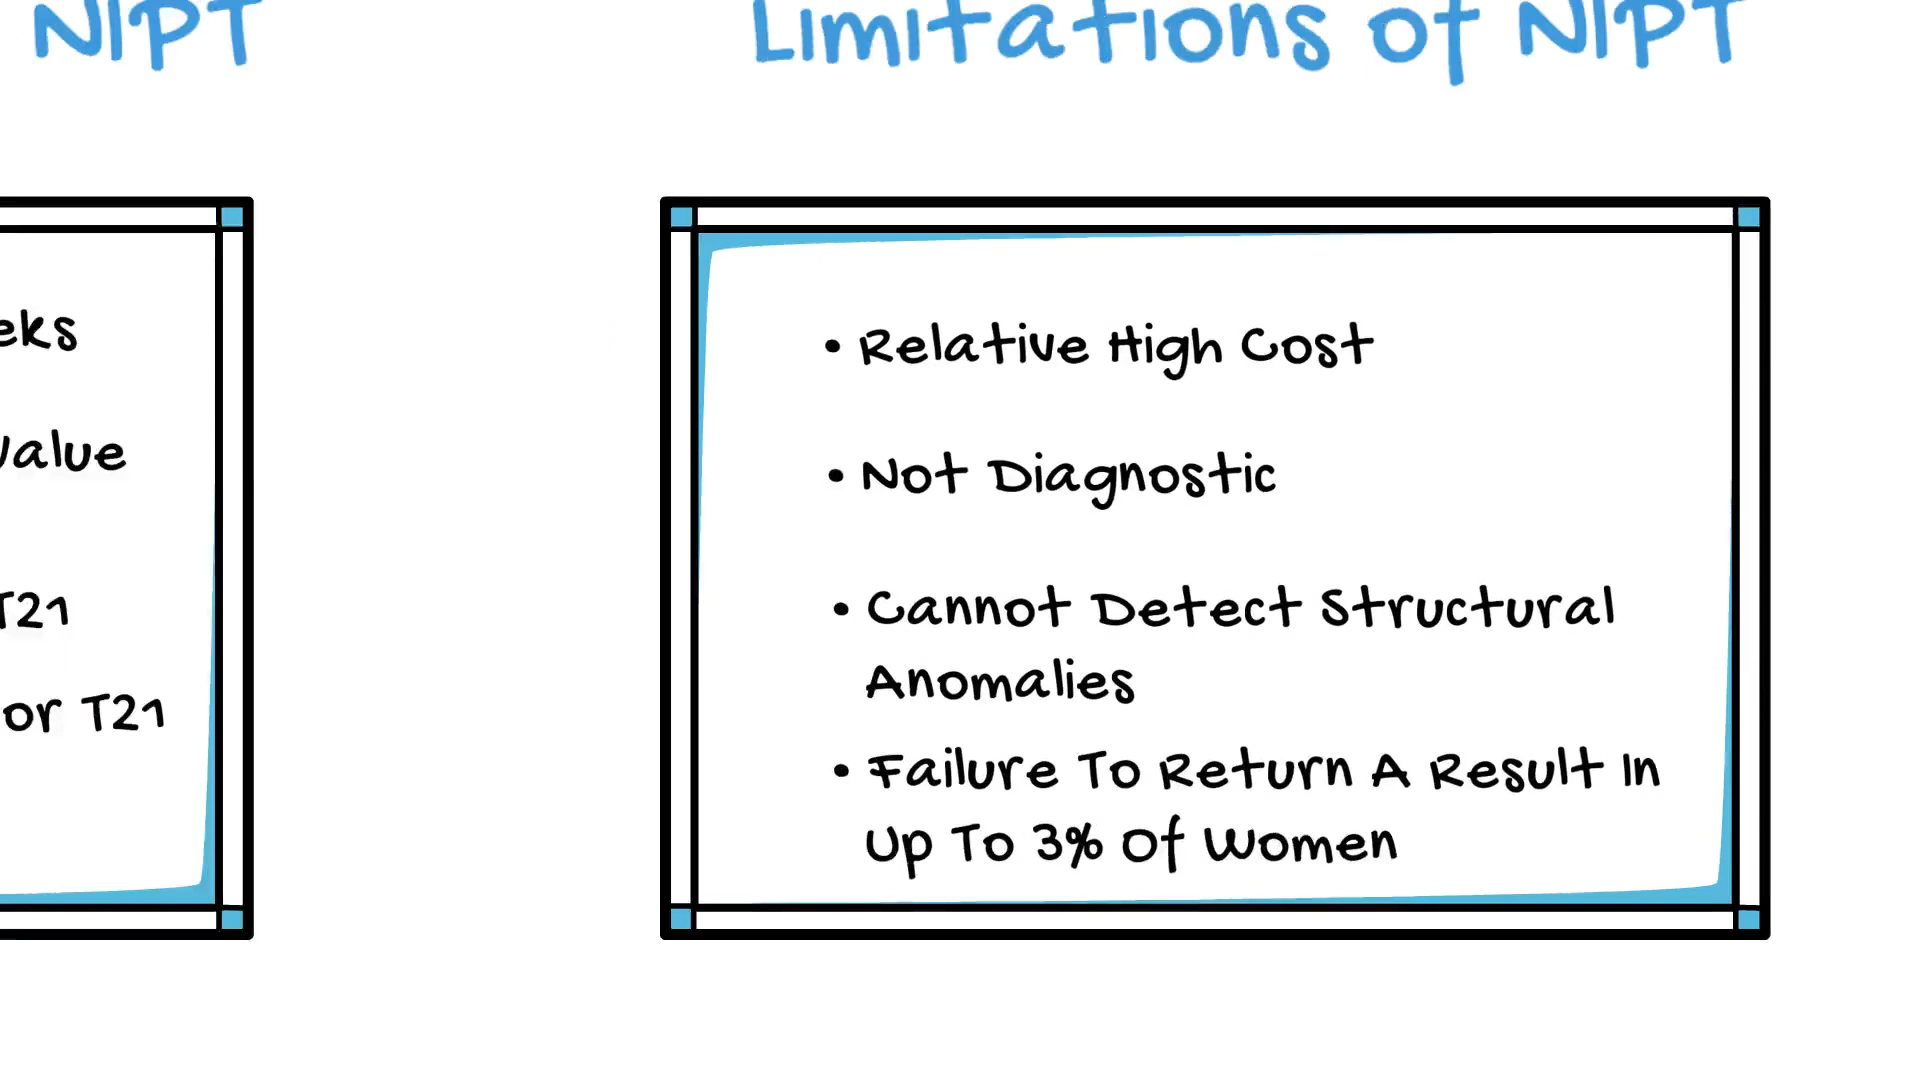 NIPT
eks
Value
T21
or T21
Limitations of NIPT
• Relative High Cost
• Not Diagnostic
• Cannot Detect Structural
Anomalies
• Failure To Return A Result In
Up To 3% Of Women